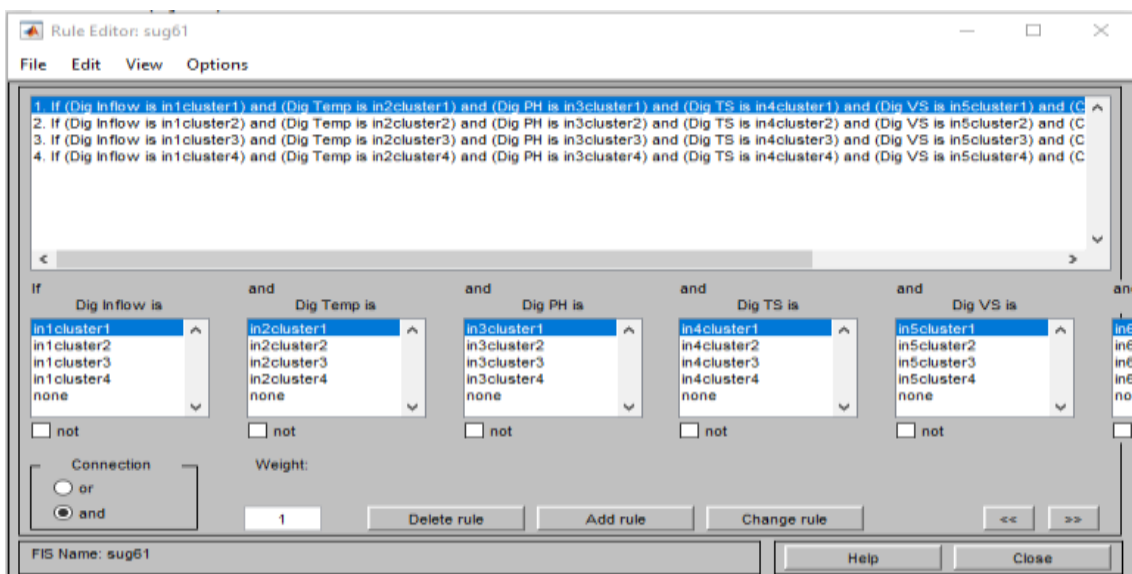 Rule Editor: sug61
File Edit View Options
1. If (Dig Inflow is in1cluster1) and (Dig Temp is in2cluster1) and (Dig PH is in3cluster1) and (Dig TS is in4cluster1) and (Dig VS is in5cluster1) and (C
2. If (Dig Inflow is in1cluster2) and (Dig Temp is in2cluster2) and (Dig PH is in3cluster2) and (Dig TS is in4cluster2) and (Dig VS is in5cluster2) and (C
3. If (Dig Inflow is in1cluster3) and (Dig Temp is in2cluster3) and (Dig PH is in3cluster3) and (Dig TS is in4cluster3) and (Dig VS is in5cluster3) and (C
4. If (Dig Inflow is in1cluster4) and (Dig Temp is in2cluster4) and (Dig PH is in3cluster4) and (Dig TS is in4cluster4) and (Dig VS is in5cluster4) and (C
If and and and and an
Dig Inflow is Dig Temp is Dig PH is Dig TS is Dig VS is
in1cluster1 in2cluster1 in3cluster1 in4cluster1 in5cluster1 in6
in1cluster2 in2cluster2 in3cluster2 in4cluster2 in5cluster2 in6
in1cluster3 in2cluster3 in3cluster3 in4cluster3 in5cluster3 in6
in1cluster4 in2cluster4 in3cluster4 in4cluster4 in5cluster4 in6
none none none none none no
not not not not not
Connection Weight:
or
and 1 Delete rule Add rule Change rule << >>
FIS Name: sug61 Help Close